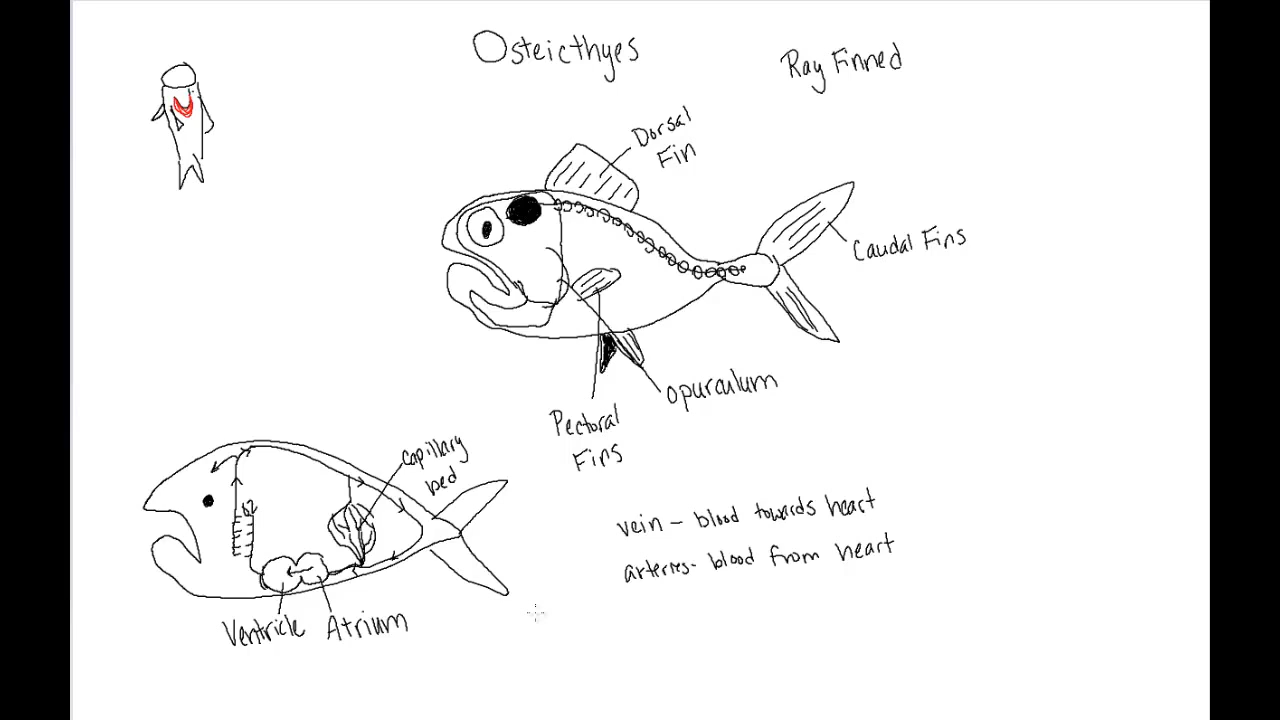 Osteicthyes
Ray Finned
Dorsal
Fin
Caudal Fins
opurculum
Pectoral
Fins
capillary
bed
O2
vein - blood towards heart
arteries - blood from heart
Ventricle Atrium